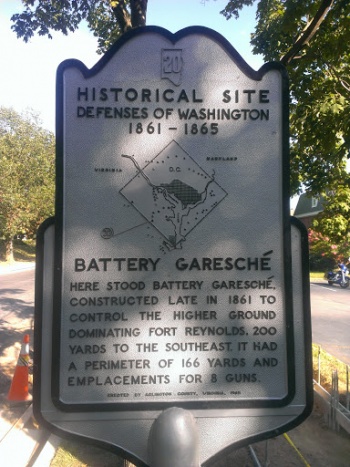 20
HISTORICAL SITE
DEFENSES OF WASHINGTON
1861 – 1865
VIRGINIA
D.C.
MARYLAND
BATTERY GARESCHÉ
HERE STOOD BATTERY GARESCHÉ,
CONSTRUCTED LATE IN 1861 TO
CONTROL THE HIGHER GROUND
DOMINATING FORT REYNOLDS, 200
YARDS TO THE SOUTHEAST. IT HAD
A PERIMETER OF 166 YARDS AND
EMPLACEMENTS FOR 8 GUNS.
ERECTED BY ARLINGTON COUNTY, VIRGINIA,